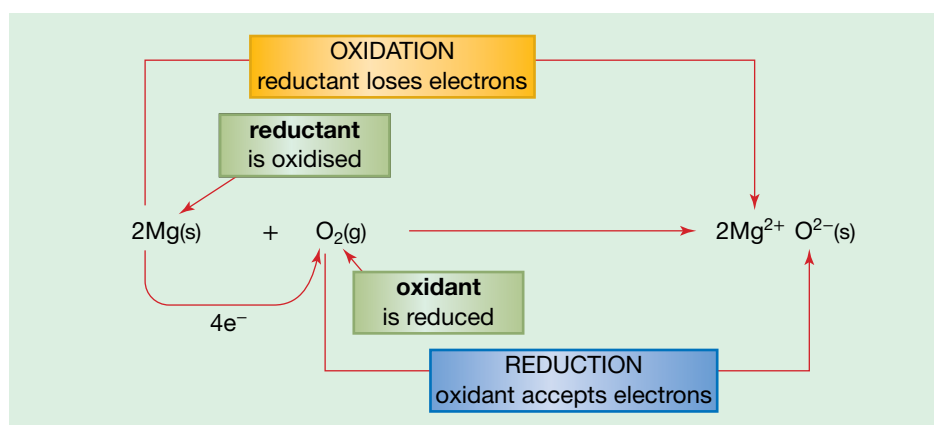 OXIDATION
reductant loses electrons
reductant
is oxidised
2Mg(s) + O₂(g) 2Mg²⁺ O²⁻(s)
oxidant
is reduced
4e⁻
REDUCTION
oxidant accepts electrons